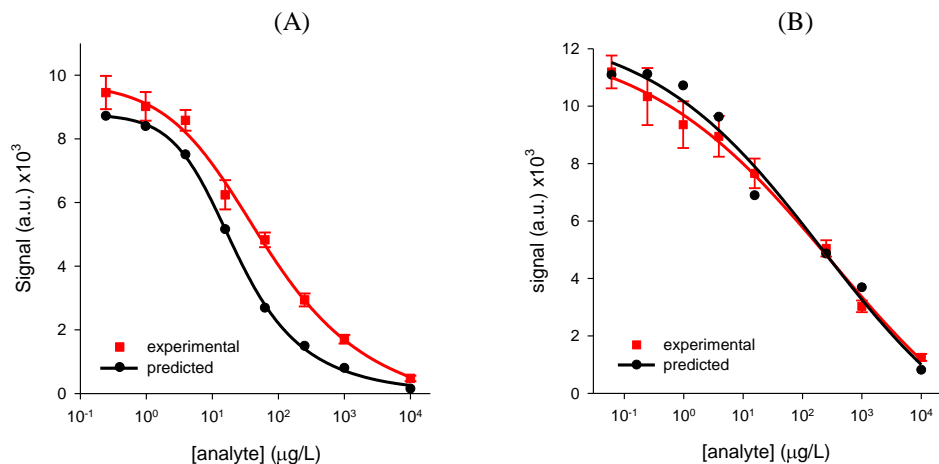 (A)
Signal (a.u.) x10³
10
8
6
4
2
0
experimental
predicted
10⁻¹ 10⁰ 10¹ 10² 10³ 10⁴
[analyte] (μg/L)
(B)
signal (a.u.) x10³
12
10
8
6
4
2
0
experimental
predicted
10⁻¹ 10⁰ 10¹ 10² 10³ 10⁴
[analyte] (μg/L)